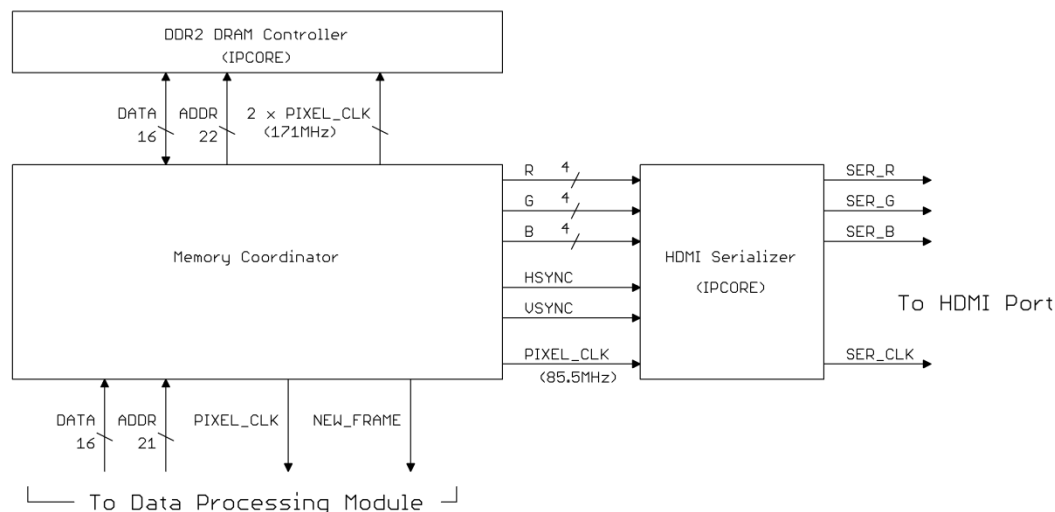 DDR2 DRAM Controller
(IPCORE)
DATA ADDR 2 x PIXEL_CLK
16 22 (171MHz)
R 4 SER_R
G 4 SER_G
B 4 SER_B
Memory Coordinator HDMI Serializer
HSYNC (IPCORE)
VSYNC To HDMI Port
PIXEL_CLK SER_CLK
(85.5MHz)
DATA ADDR PIXEL_CLK NEW_FRAME
16 21
To Data Processing Module